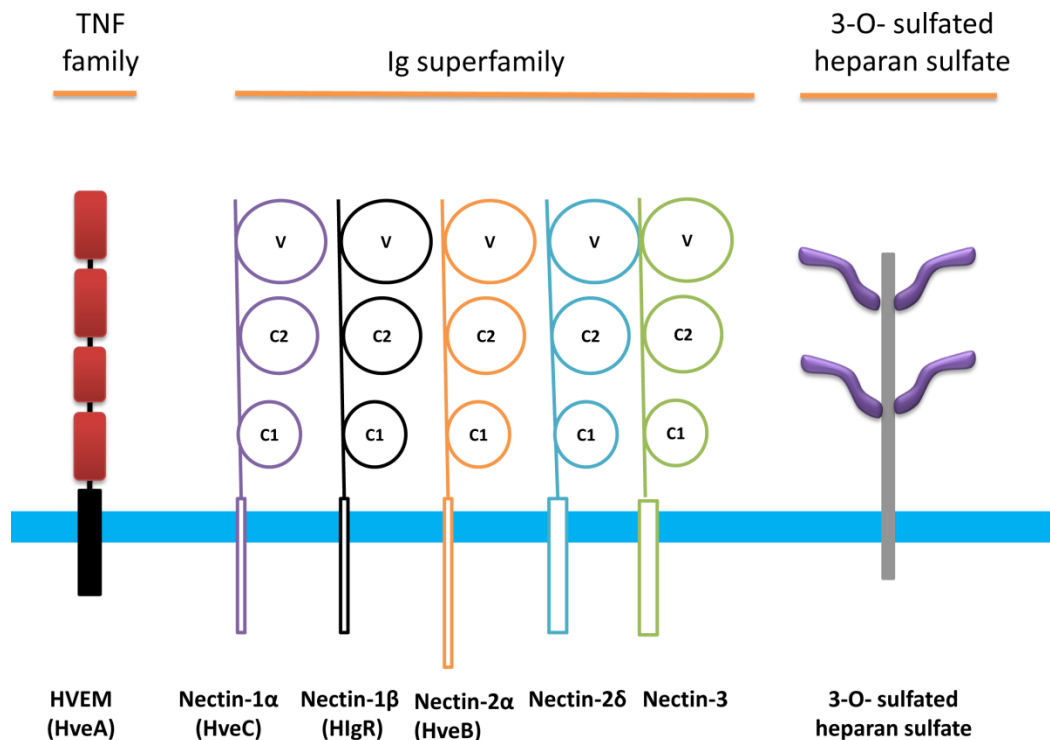 TNF
family
Ig superfamily
3-O- sulfated
heparan sulfate
V V V V V
C2 C2 C2 C2 C2
C1 C1 C1 C1 C1
HVEM
(HveA)
Nectin-1α
(HveC)
Nectin-1β
(HIgR)
Nectin-2α
(HveB)
Nectin-2δ
Nectin-3
3-O- sulfated
heparan sulfate